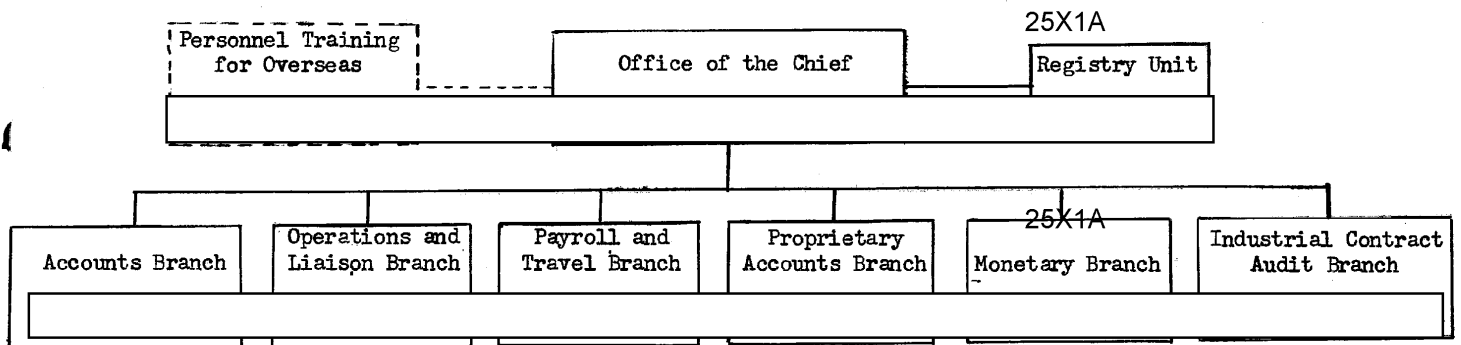 25X1A
Personnel Training
for Overseas
Office of the Chief
Registry Unit
25X1A
Accounts Branch
Operations and
Liaison Branch
Payroll and
Travel Branch
Proprietary
Accounts Branch
Monetary Branch
Industrial Contract
Audit Branch